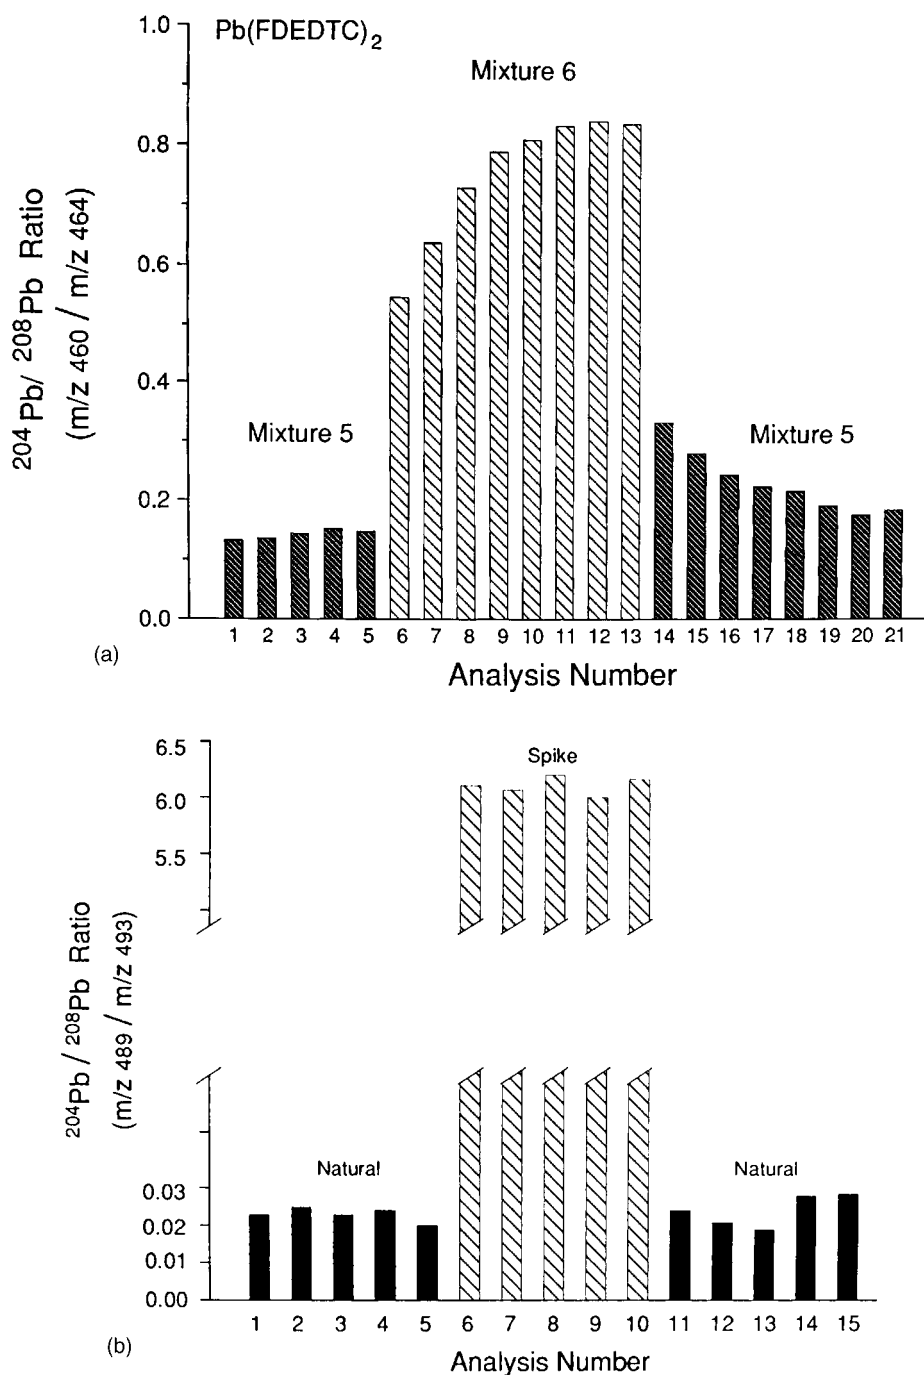 Pb(FDEDTC)2
Mixture 6
Mixture 5
Mixture 5
1.0
0.8
0.6
0.4
0.2
0.0
204Pb/ 208Pb Ratio
(m/z 460 / m/z 464)
1 2 3 4 5 6 7 8 9 10 11 12 13 14 15 16 17 18 19 20 21
(a)
Analysis Number
6.5
6.0
5.5
Spike
204Pb / 208Pb Ratio
(m/z 489 / m/z 493)
Natural
Natural
0.03
0.02
0.01
0.00
1 2 3 4 5 6 7 8 9 10 11 12 13 14 15
(b)
Analysis Number